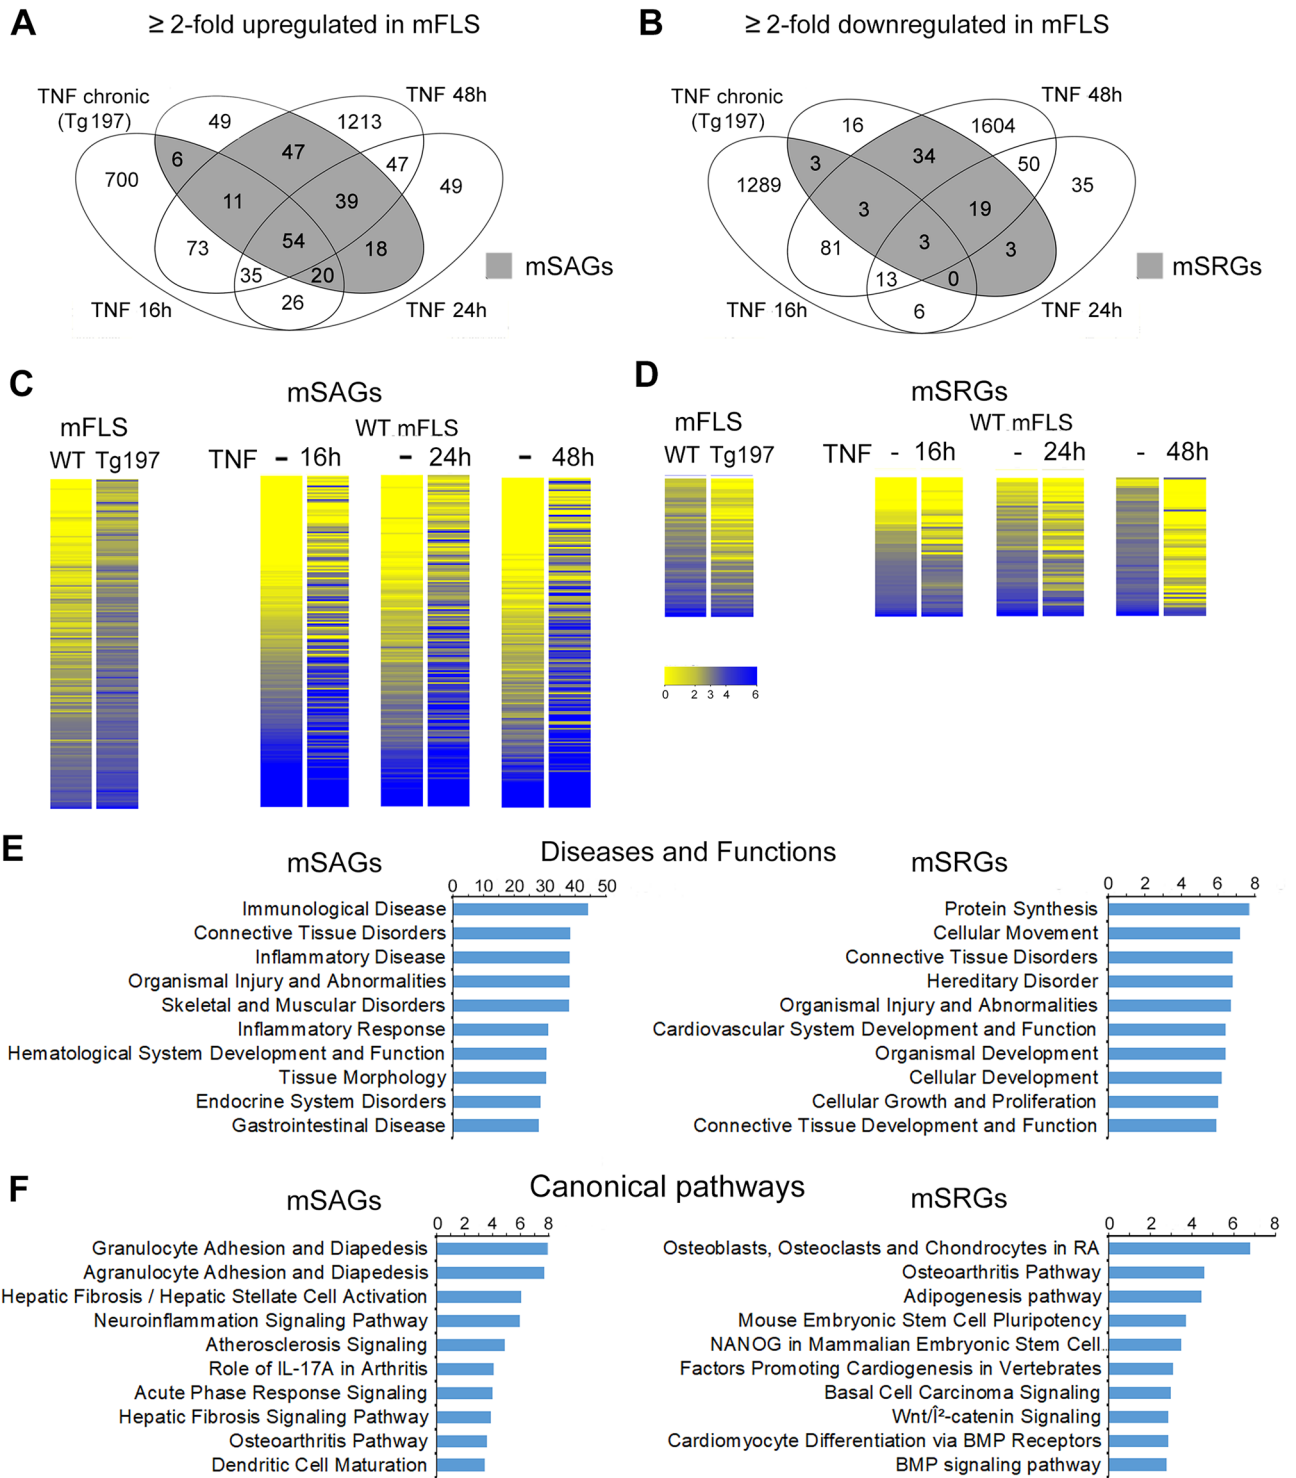 A
≥ 2-fold upregulated in mFLS
TNF chronic
(Tg197)
TNF 48h
49
1213
6
47
47
700
49
11
39
73
54
18
35
20
26
TNF 16h
TNF 24h
mSAGs
B
≥ 2-fold downregulated in mFLS
TNF chronic
(Tg197)
TNF 48h
16
1604
3
34
50
1289
35
3
19
81
3
3
13
0
6
TNF 16h
TNF 24h
mSRGs
C
mSAGs
mFLS
WT Tg197
WT mFLS
TNF - 16h - 24h - 48h
D
mSRGs
mFLS
WT Tg197
WT mFLS
TNF - 16h - 24h - 48h
0 2 3 4 6
E
Diseases and Functions
mSAGs
0 10 20 30 40 50
Immunological Disease
Connective Tissue Disorders
Inflammatory Disease
Organismal Injury and Abnormalities
Skeletal and Muscular Disorders
Inflammatory Response
Hematological System Development and Function
Tissue Morphology
Endocrine System Disorders
Gastrointestinal Disease
mSRGs
0 2 4 6 8
Protein Synthesis
Cellular Movement
Connective Tissue Disorders
Hereditary Disorder
Organismal Injury and Abnormalities
Cardiovascular System Development and Function
Organismal Development
Cellular Development
Cellular Growth and Proliferation
Connective Tissue Development and Function
F
Canonical pathways
mSAGs
0 2 4 6 8
Granulocyte Adhesion and Diapedesis
Agranulocyte Adhesion and Diapedesis
Hepatic Fibrosis / Hepatic Stellate Cell Activation
Neuroinflammation Signaling Pathway
Atherosclerosis Signaling
Role of IL-17A in Arthritis
Acute Phase Response Signaling
Hepatic Fibrosis Signaling Pathway
Osteoarthritis Pathway
Dendritic Cell Maturation
mSRGs
0 2 4 6 8
Osteoblasts, Osteoclasts and Chondrocytes in RA
Osteoarthritis Pathway
Adipogenesis pathway
Mouse Embryonic Stem Cell Pluripotency
NANOG in Mammalian Embryonic Stem Cell..
Factors Promoting Cardiogenesis in Vertebrates
Basal Cell Carcinoma Signaling
Wnt/Î²-catenin Signaling
Cardiomyocyte Differentiation via BMP Receptors
BMP signaling pathway